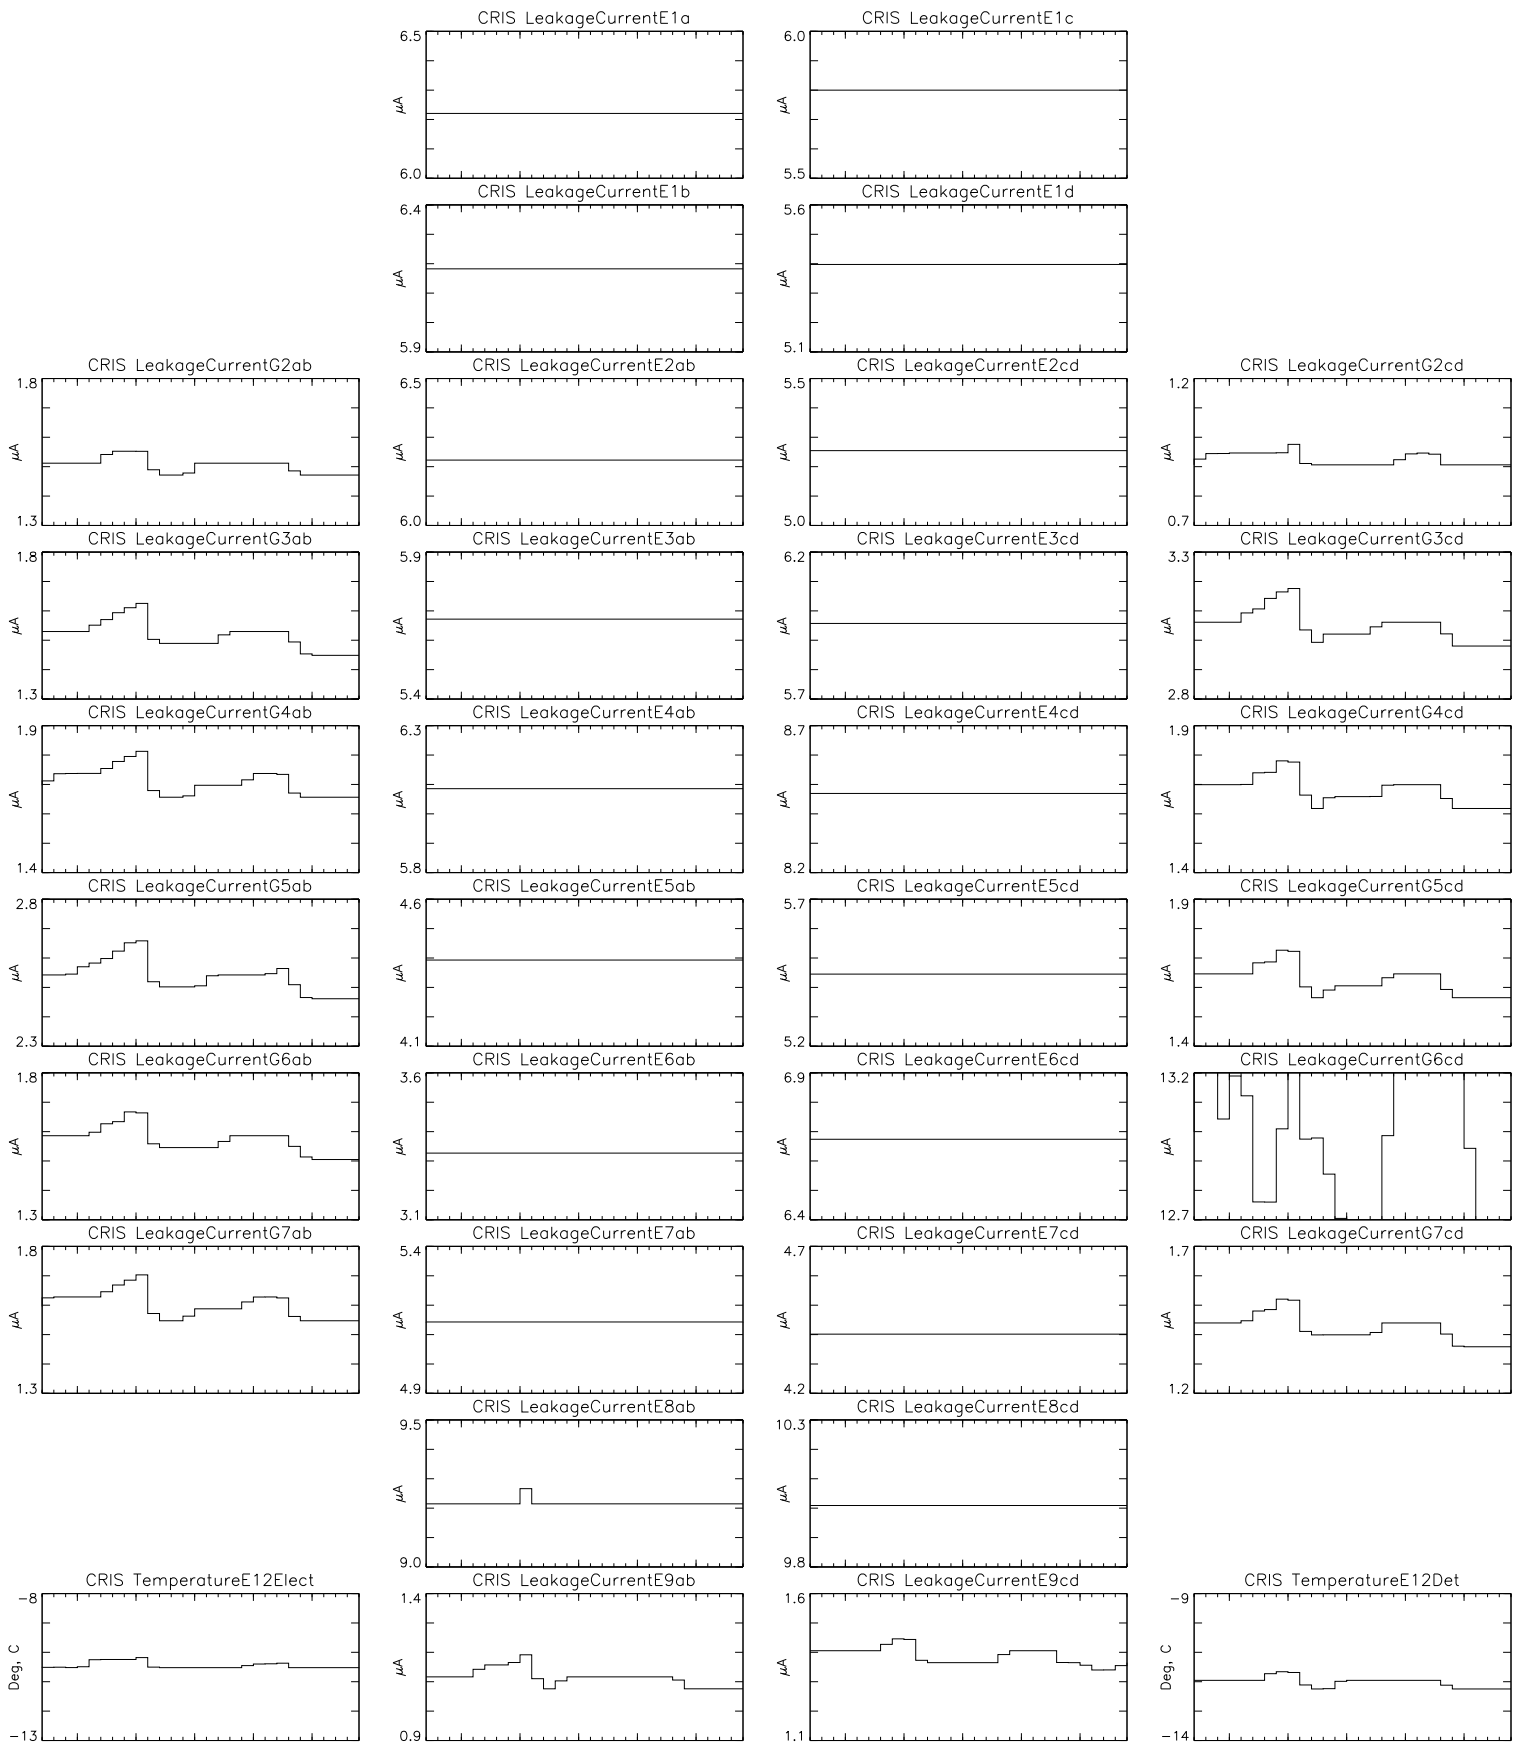 CRIS LeakageCurrentE1a
CRIS LeakageCurrentE1c
6.5
6.0
μA
μA
6.0
5.5
CRIS LeakageCurrentE1b
CRIS LeakageCurrentE1d
6.4
5.6
μA
μA
5.9
5.1
CRIS LeakageCurrentG2ab
CRIS LeakageCurrentE2ab
CRIS LeakageCurrentE2cd
CRIS LeakageCurrentG2cd
1.8
6.5
5.5
1.2
μA
μA
μA
μA
1.3
6.0
5.0
0.7
CRIS LeakageCurrentG3ab
CRIS LeakageCurrentE3ab
CRIS LeakageCurrentE3cd
CRIS LeakageCurrentG3cd
1.8
5.9
6.2
3.3
μA
μA
μA
μA
1.3
5.4
5.7
2.8
CRIS LeakageCurrentG4ab
CRIS LeakageCurrentE4ab
CRIS LeakageCurrentE4cd
CRIS LeakageCurrentG4cd
1.9
6.3
8.7
1.9
μA
μA
μA
μA
1.4
5.8
8.2
1.4
CRIS LeakageCurrentG5ab
CRIS LeakageCurrentE5ab
CRIS LeakageCurrentE5cd
CRIS LeakageCurrentG5cd
2.8
4.6
5.7
1.9
μA
μA
μA
μA
2.3
4.1
5.2
1.4
CRIS LeakageCurrentG6ab
CRIS LeakageCurrentE6ab
CRIS LeakageCurrentE6cd
CRIS LeakageCurrentG6cd
1.8
3.6
6.9
13.2
μA
μA
μA
μA
1.3
3.1
6.4
12.7
CRIS LeakageCurrentG7ab
CRIS LeakageCurrentE7ab
CRIS LeakageCurrentE7cd
CRIS LeakageCurrentG7cd
1.8
5.4
4.7
1.7
μA
μA
μA
μA
1.3
4.9
4.2
1.2
CRIS LeakageCurrentE8ab
CRIS LeakageCurrentE8cd
9.5
10.3
μA
μA
9.0
9.8
CRIS TemperatureE12Elect
CRIS LeakageCurrentE9ab
CRIS LeakageCurrentE9cd
CRIS TemperatureE12Det
-8
1.4
1.6
-9
Deg, C
μA
μA
Deg, C
-13
0.9
1.1
-14